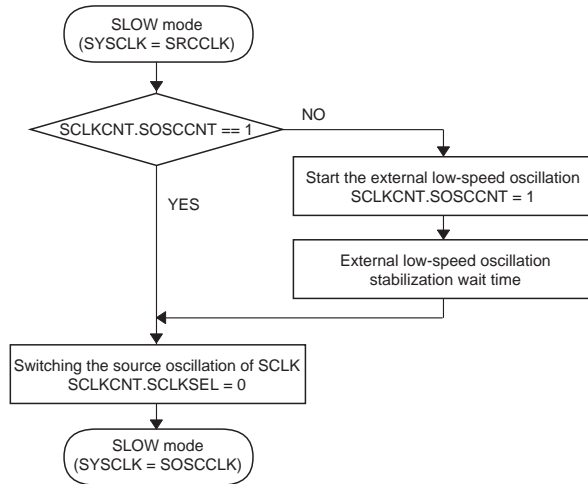 SLOW mode
(SYSCLK = SRCCLK)
SCLKCNT.SOSCCNT == 1
NO
Start the external low-speed oscillation
SCLKCNT.SOSCCNT = 1
YES
External low-speed oscillation
stabilization wait time
Switching the source oscillation of SCLK
SCLKCNT.SCLKSEL = 0
SLOW mode
(SYSCLK = SOSCCLK)